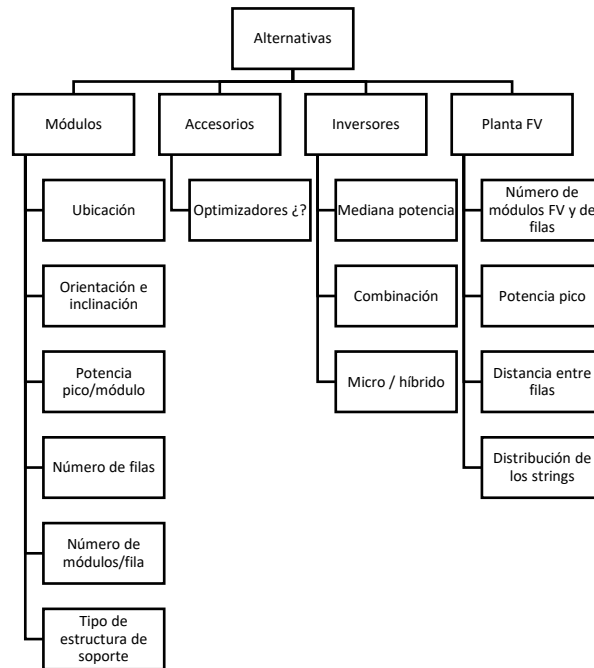 Alternativas
Módulos
Accesorios
Inversores
Planta FV
Ubicación
Orientación e
inclinación
Potencia
pico/módulo
Número de filas
Número de
módulos/fila
Tipo de
estructura de
soporte
Optimizadores ¿?
Mediana potencia
Combinación
Micro / híbrido
Número de
módulos FV y de
filas
Potencia pico
Distancia entre
filas
Distribución de
los strings